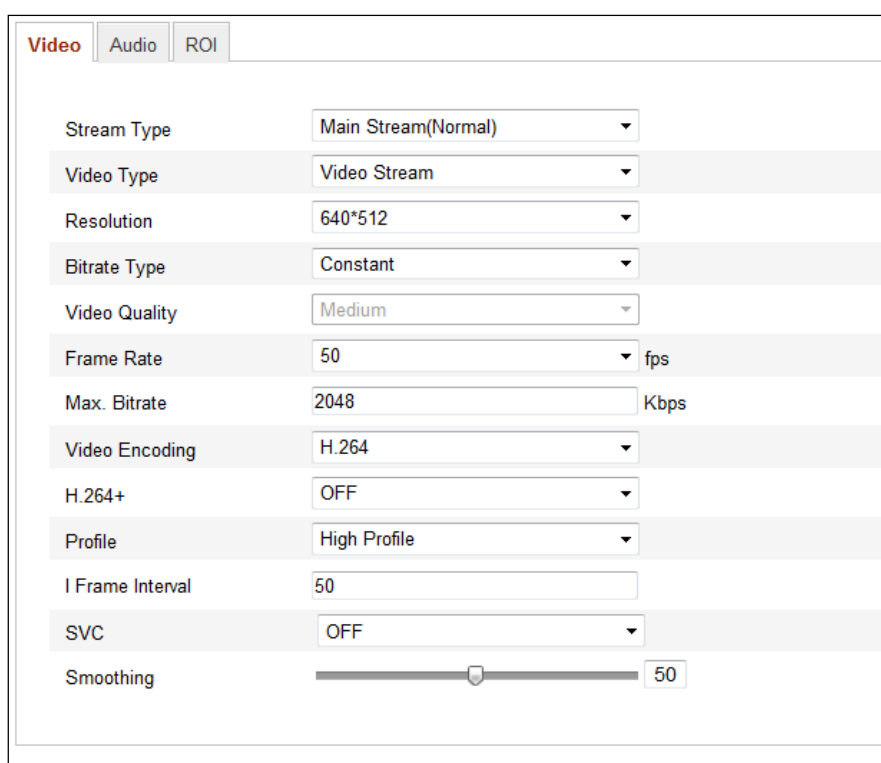 Video Audio ROI
Stream Type Main Stream(Normal)
Video Type Video Stream
Resolution 640*512
Bitrate Type Constant
Video Quality Medium
Frame Rate 50 fps
Max. Bitrate 2048 Kbps
Video Encoding H.264
H.264+ OFF
Profile High Profile
I Frame Interval 50
SVC OFF
Smoothing 50